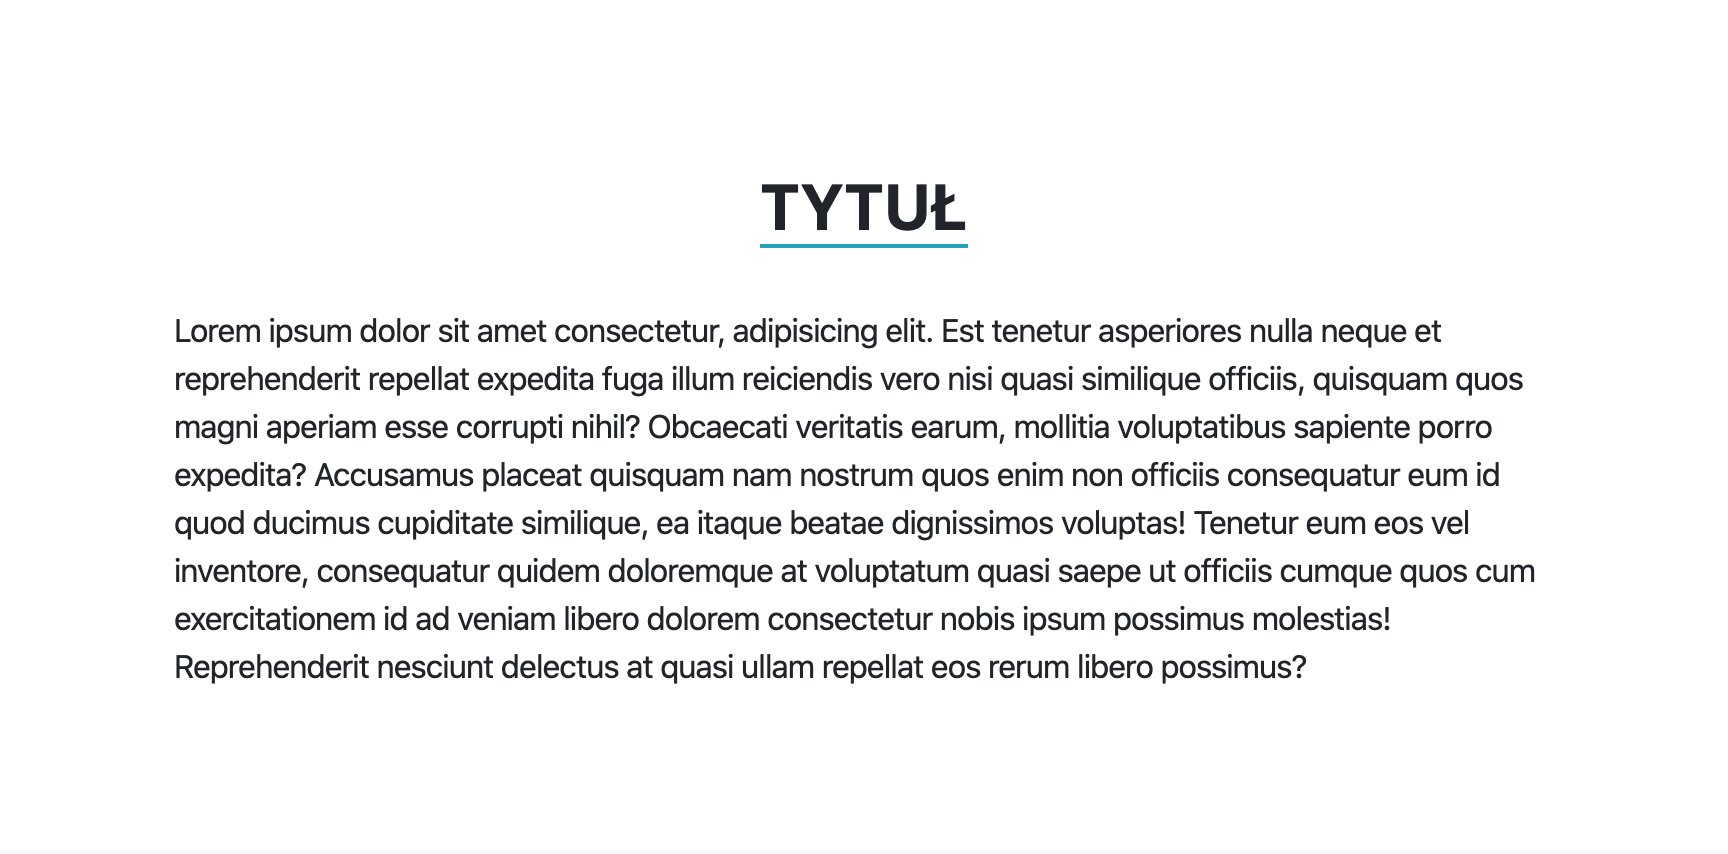 TYTUŁ
Lorem ipsum dolor sit amet consectetur, adipisicing elit. Est tenetur asperiores nulla neque et
reprehenderit repellat expedita fuga illum reiciendis vero nisi quasi similique officiis, quisquam quos
magni aperiam esse corrupti nihil? Obcaecati veritatis earum, mollitia voluptatibus sapiente porro
expedita? Accusamus placeat quisquam nam nostrum quos enim non officiis consequatur eum id
quod ducimus cupiditate similique, ea itaque beatae dignissimos voluptas! Tenetur eum eos vel
inventore, consequatur quidem doloremque at voluptatum quasi saepe ut officiis cumque quos cum
exercitationem id ad veniam libero dolorem consectetur nobis ipsum possimus molestias!
Reprehenderit nesciunt delectus at quasi ullam repellat eos rerum libero possimus?